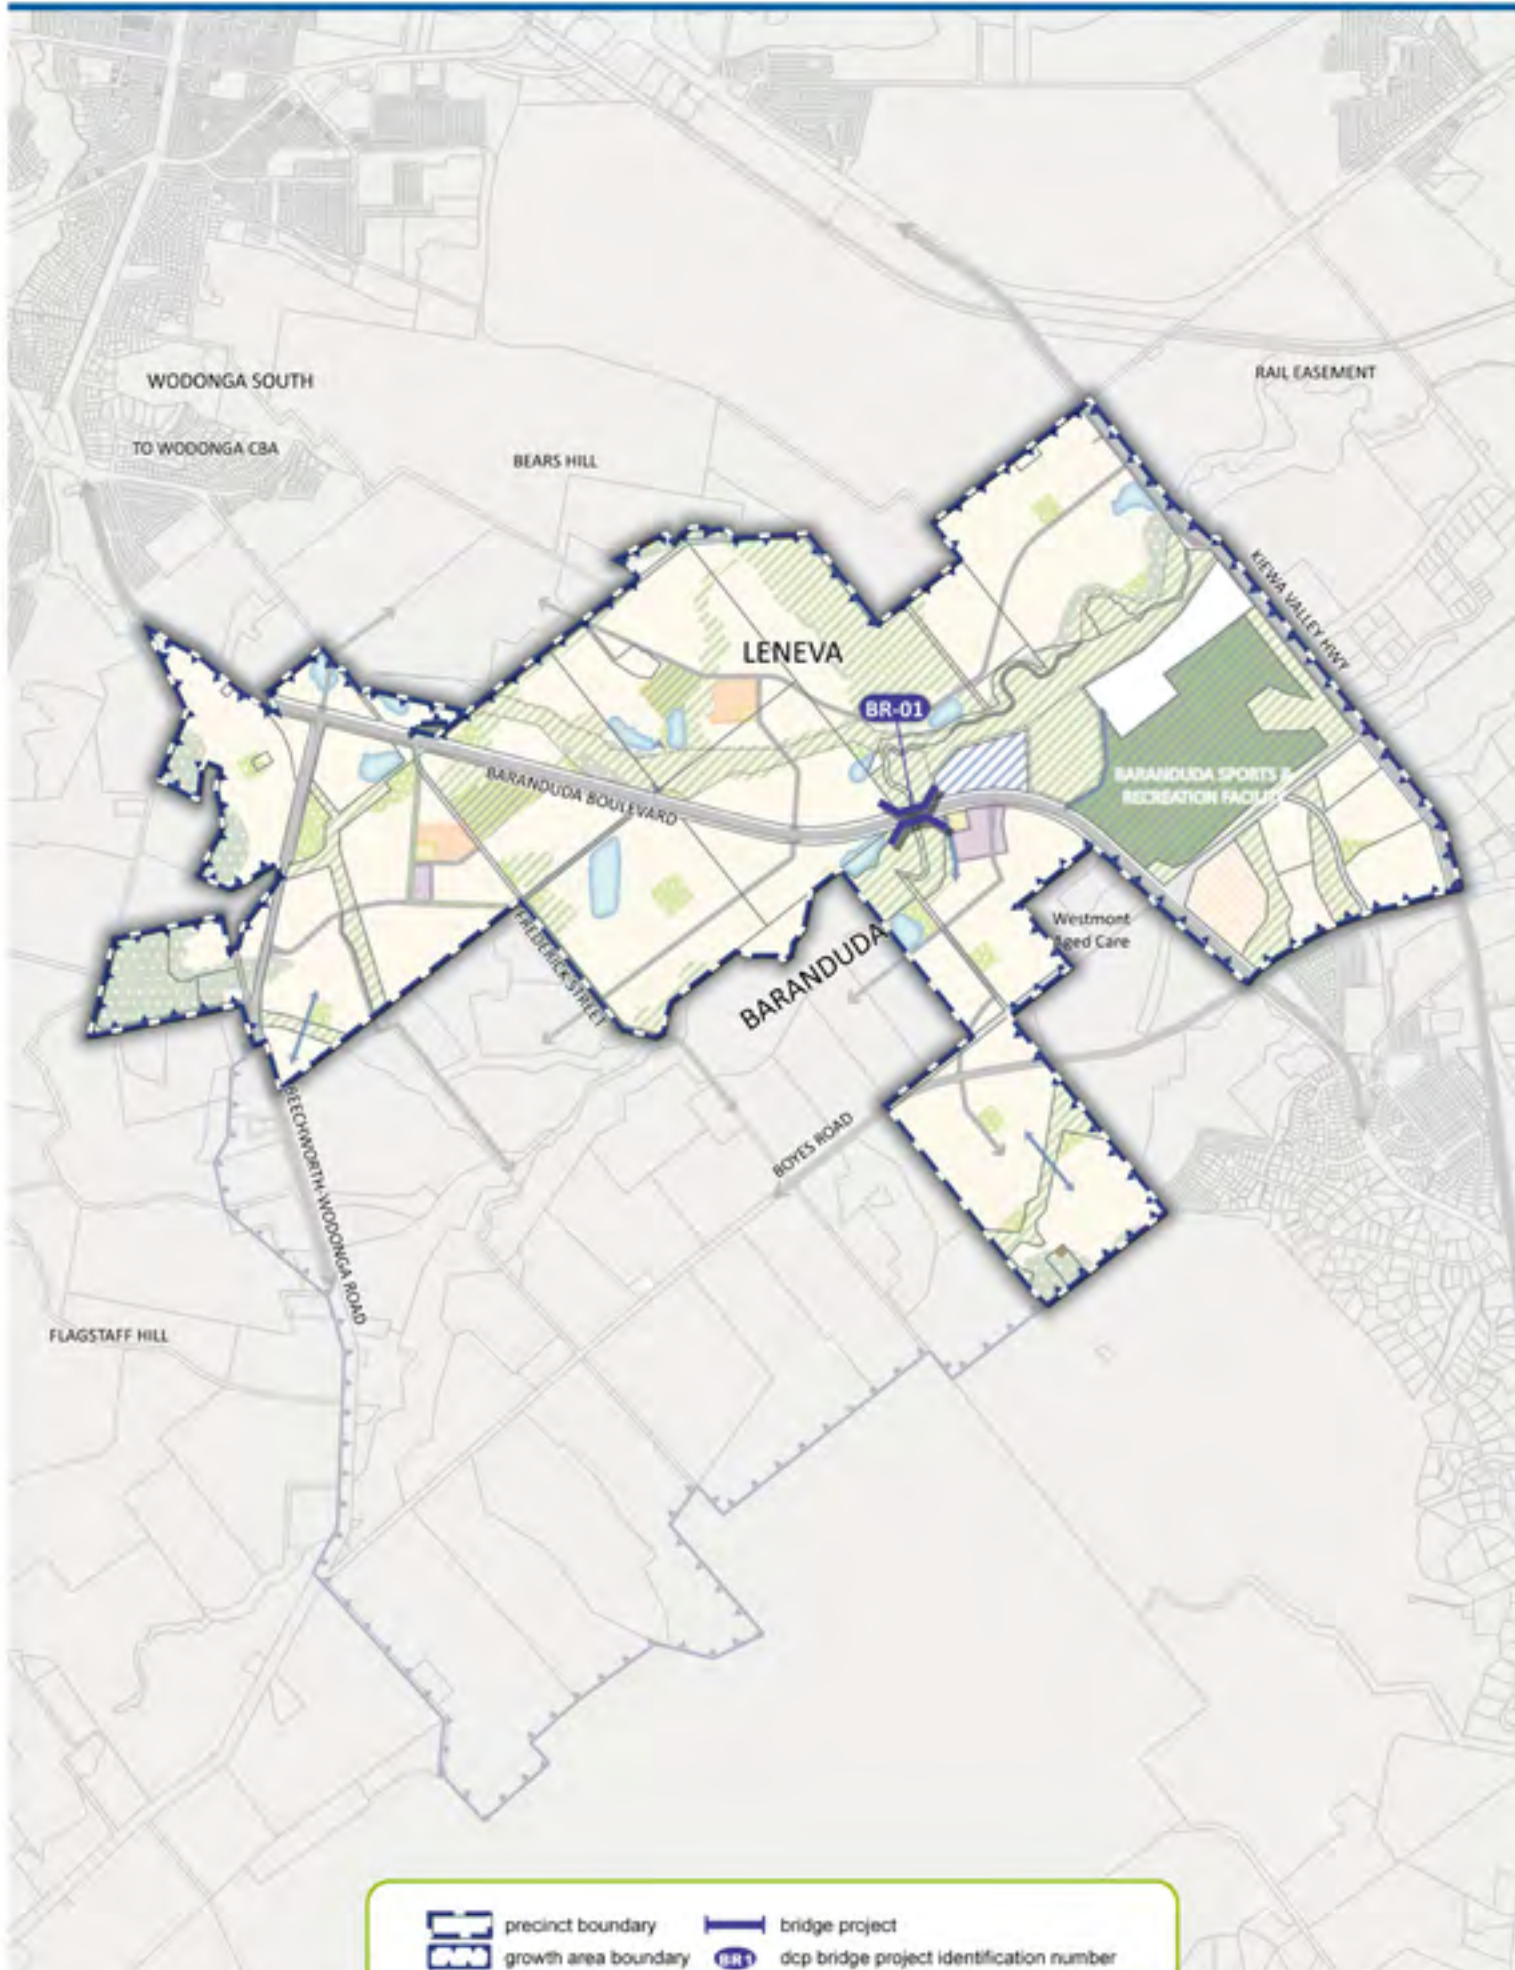 RAIL EASEMENT
WODONGA SOUTH
TO WODONGA CBA
BEARS HILL
KIEWA VALLEY HWY
LENEVA
BR-01
BARANDUDA BOULEVARD
BARANDUDA SPORTS &
RECREATION FACILITY
Westmont
Aged Care
FREDERICK STREET
BARANDUDA
BOYES ROAD
BEECHWORTH-WODONGA ROAD
FLAGSTAFF HILL
precinct boundary
bridge project
growth area boundary
BR1
dcp bridge project identification number